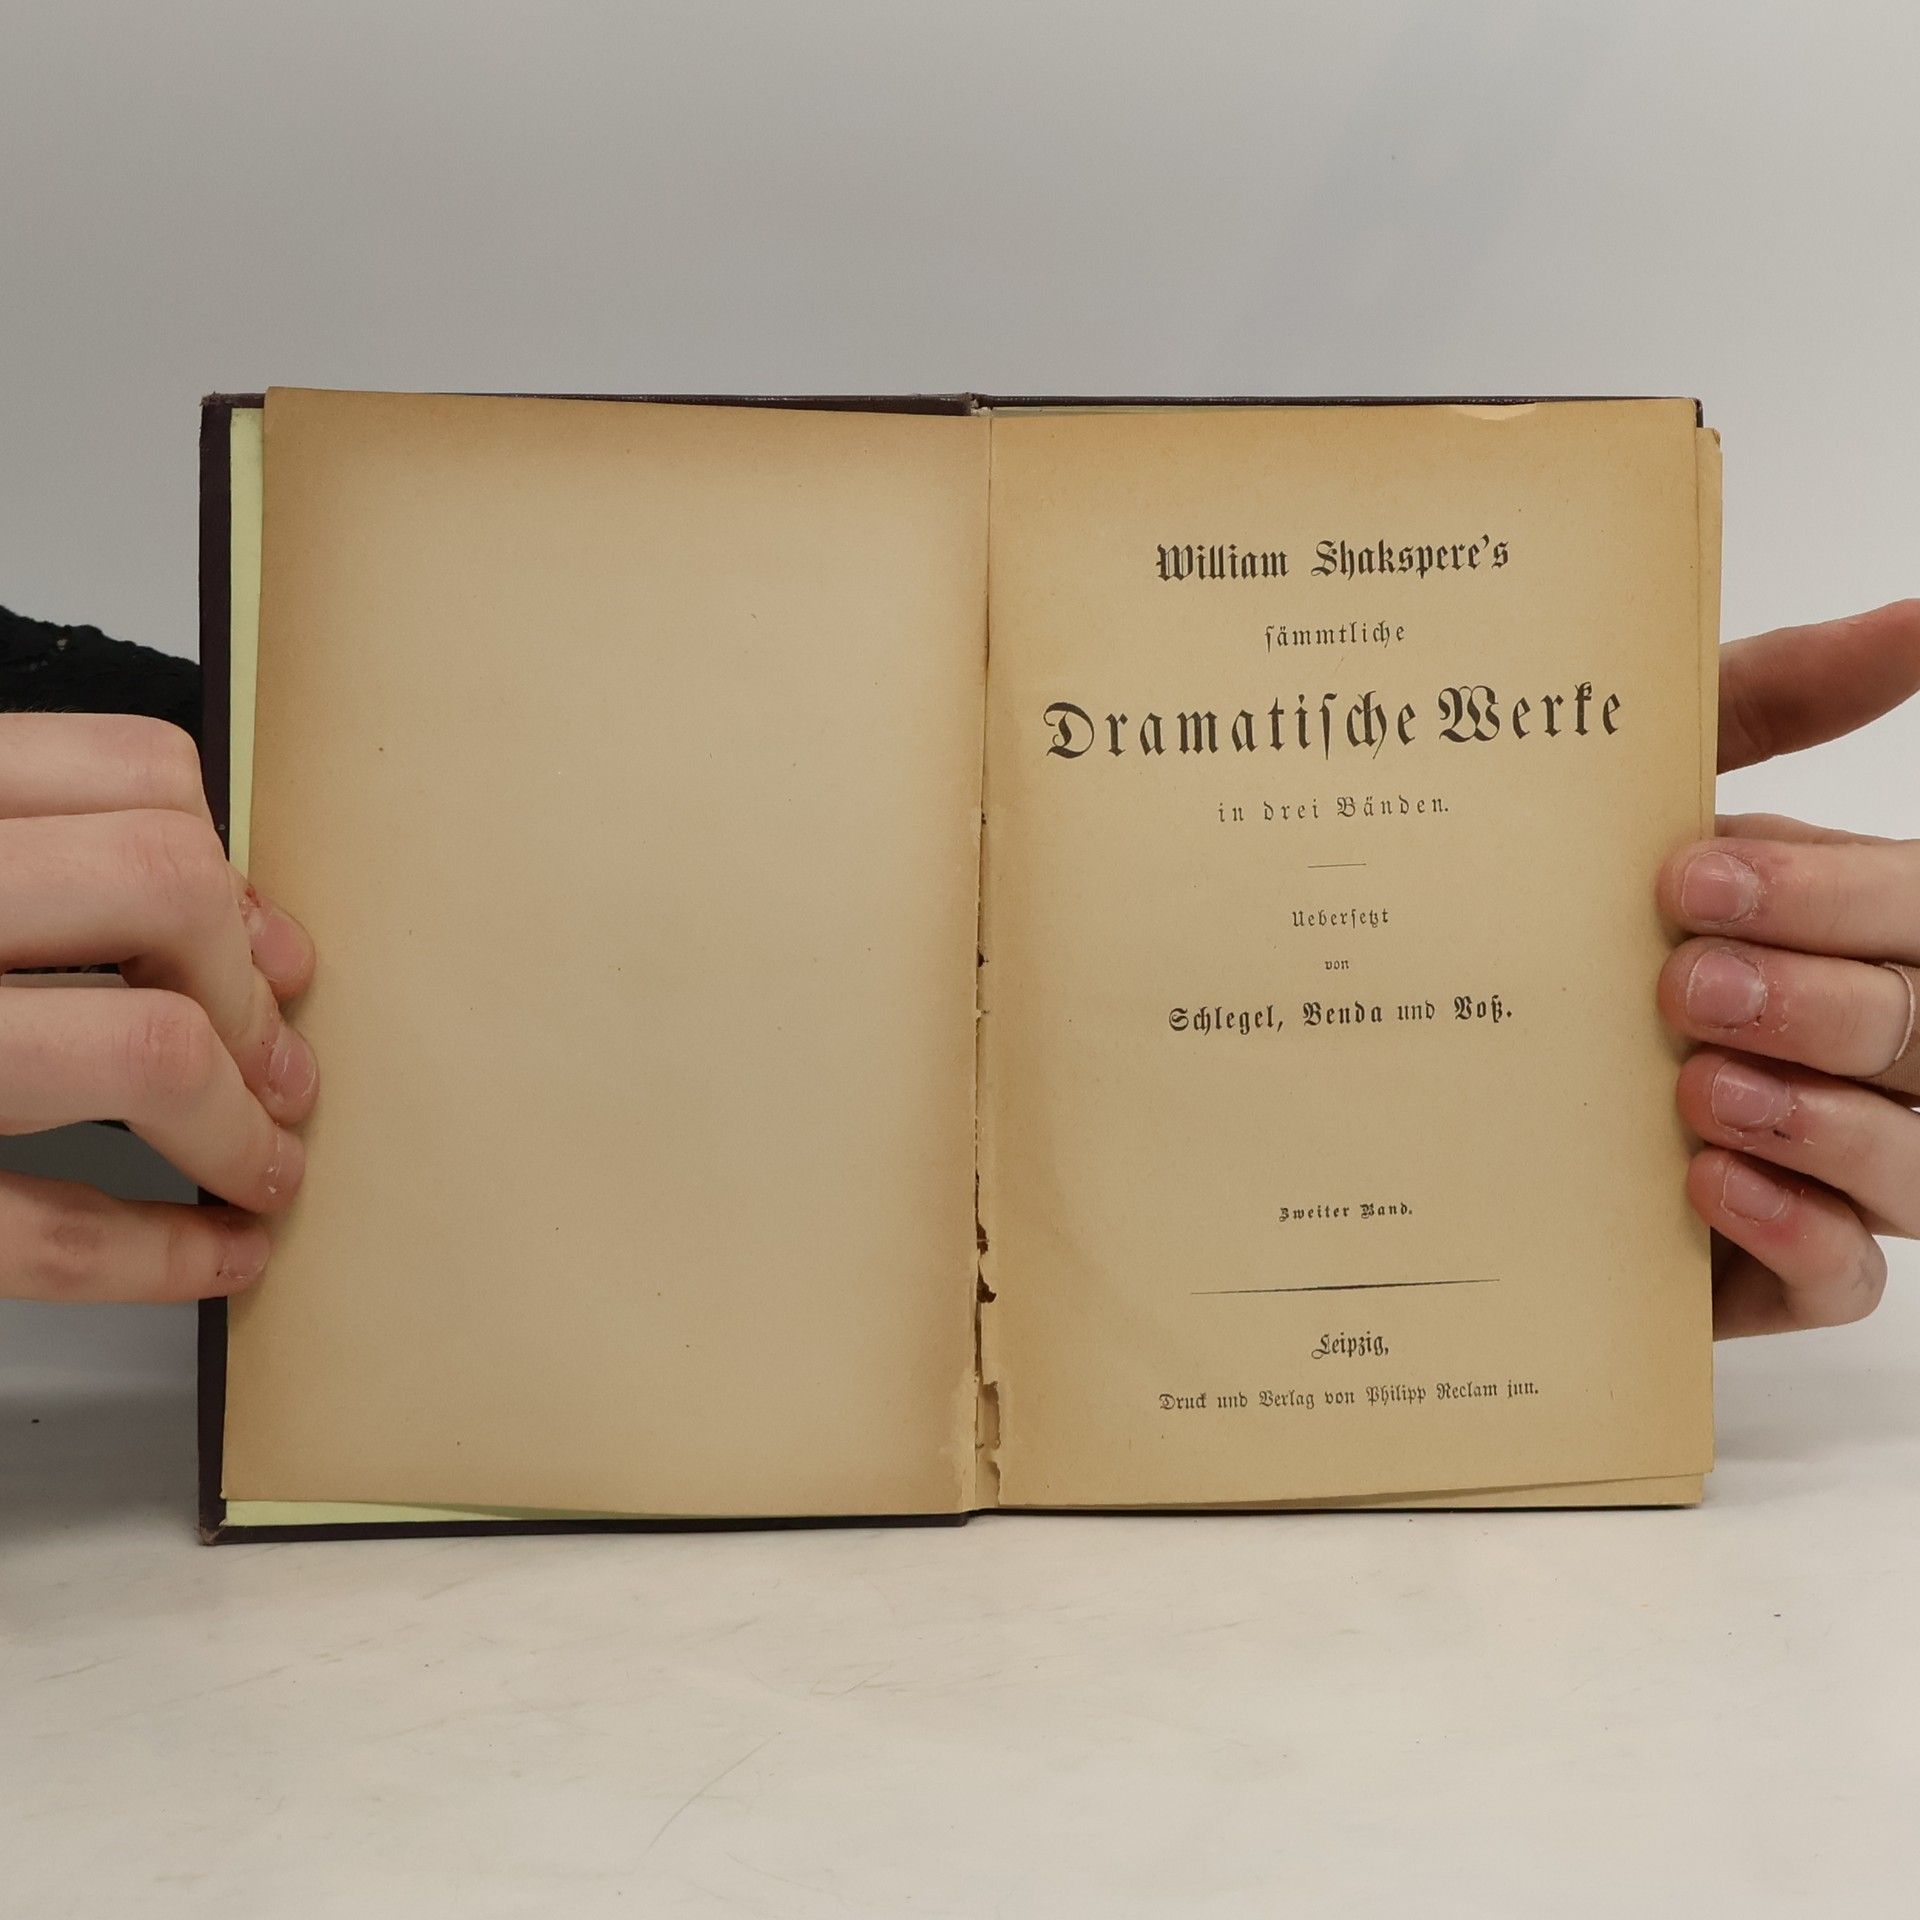 William Shakspere's
ſämmtliche
Dramatiſche Werke
in drei Bänden.
Ueberſetzt
von
Schlegel, Benda und Voß.
Zweiter Band.
Leipzig,
Druck und Verlag von Philipp Reclam jun.